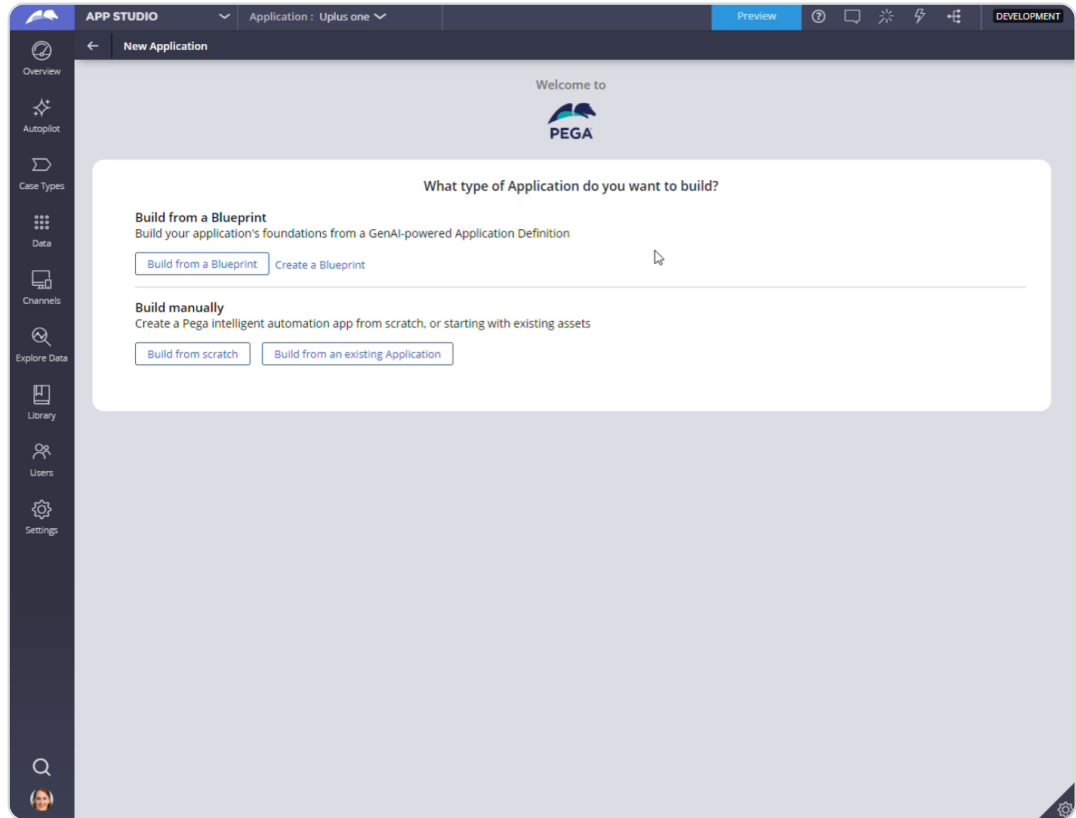 APP STUDIO
Application : Uplus one
Preview
DEVELOPMENT
New Application
Overview
Autopilot
Case Types
Data
Channels
Explore Data
Library
Users
Settings
Welcome to
PEGA
What type of Application do you want to build?
Build from a Blueprint
Build your application's foundations from a GenAI-powered Application Definition
Build from a Blueprint
Create a Blueprint
Build manually
Create a Pega intelligent automation app from scratch, or starting with existing assets
Build from scratch
Build from an existing Application